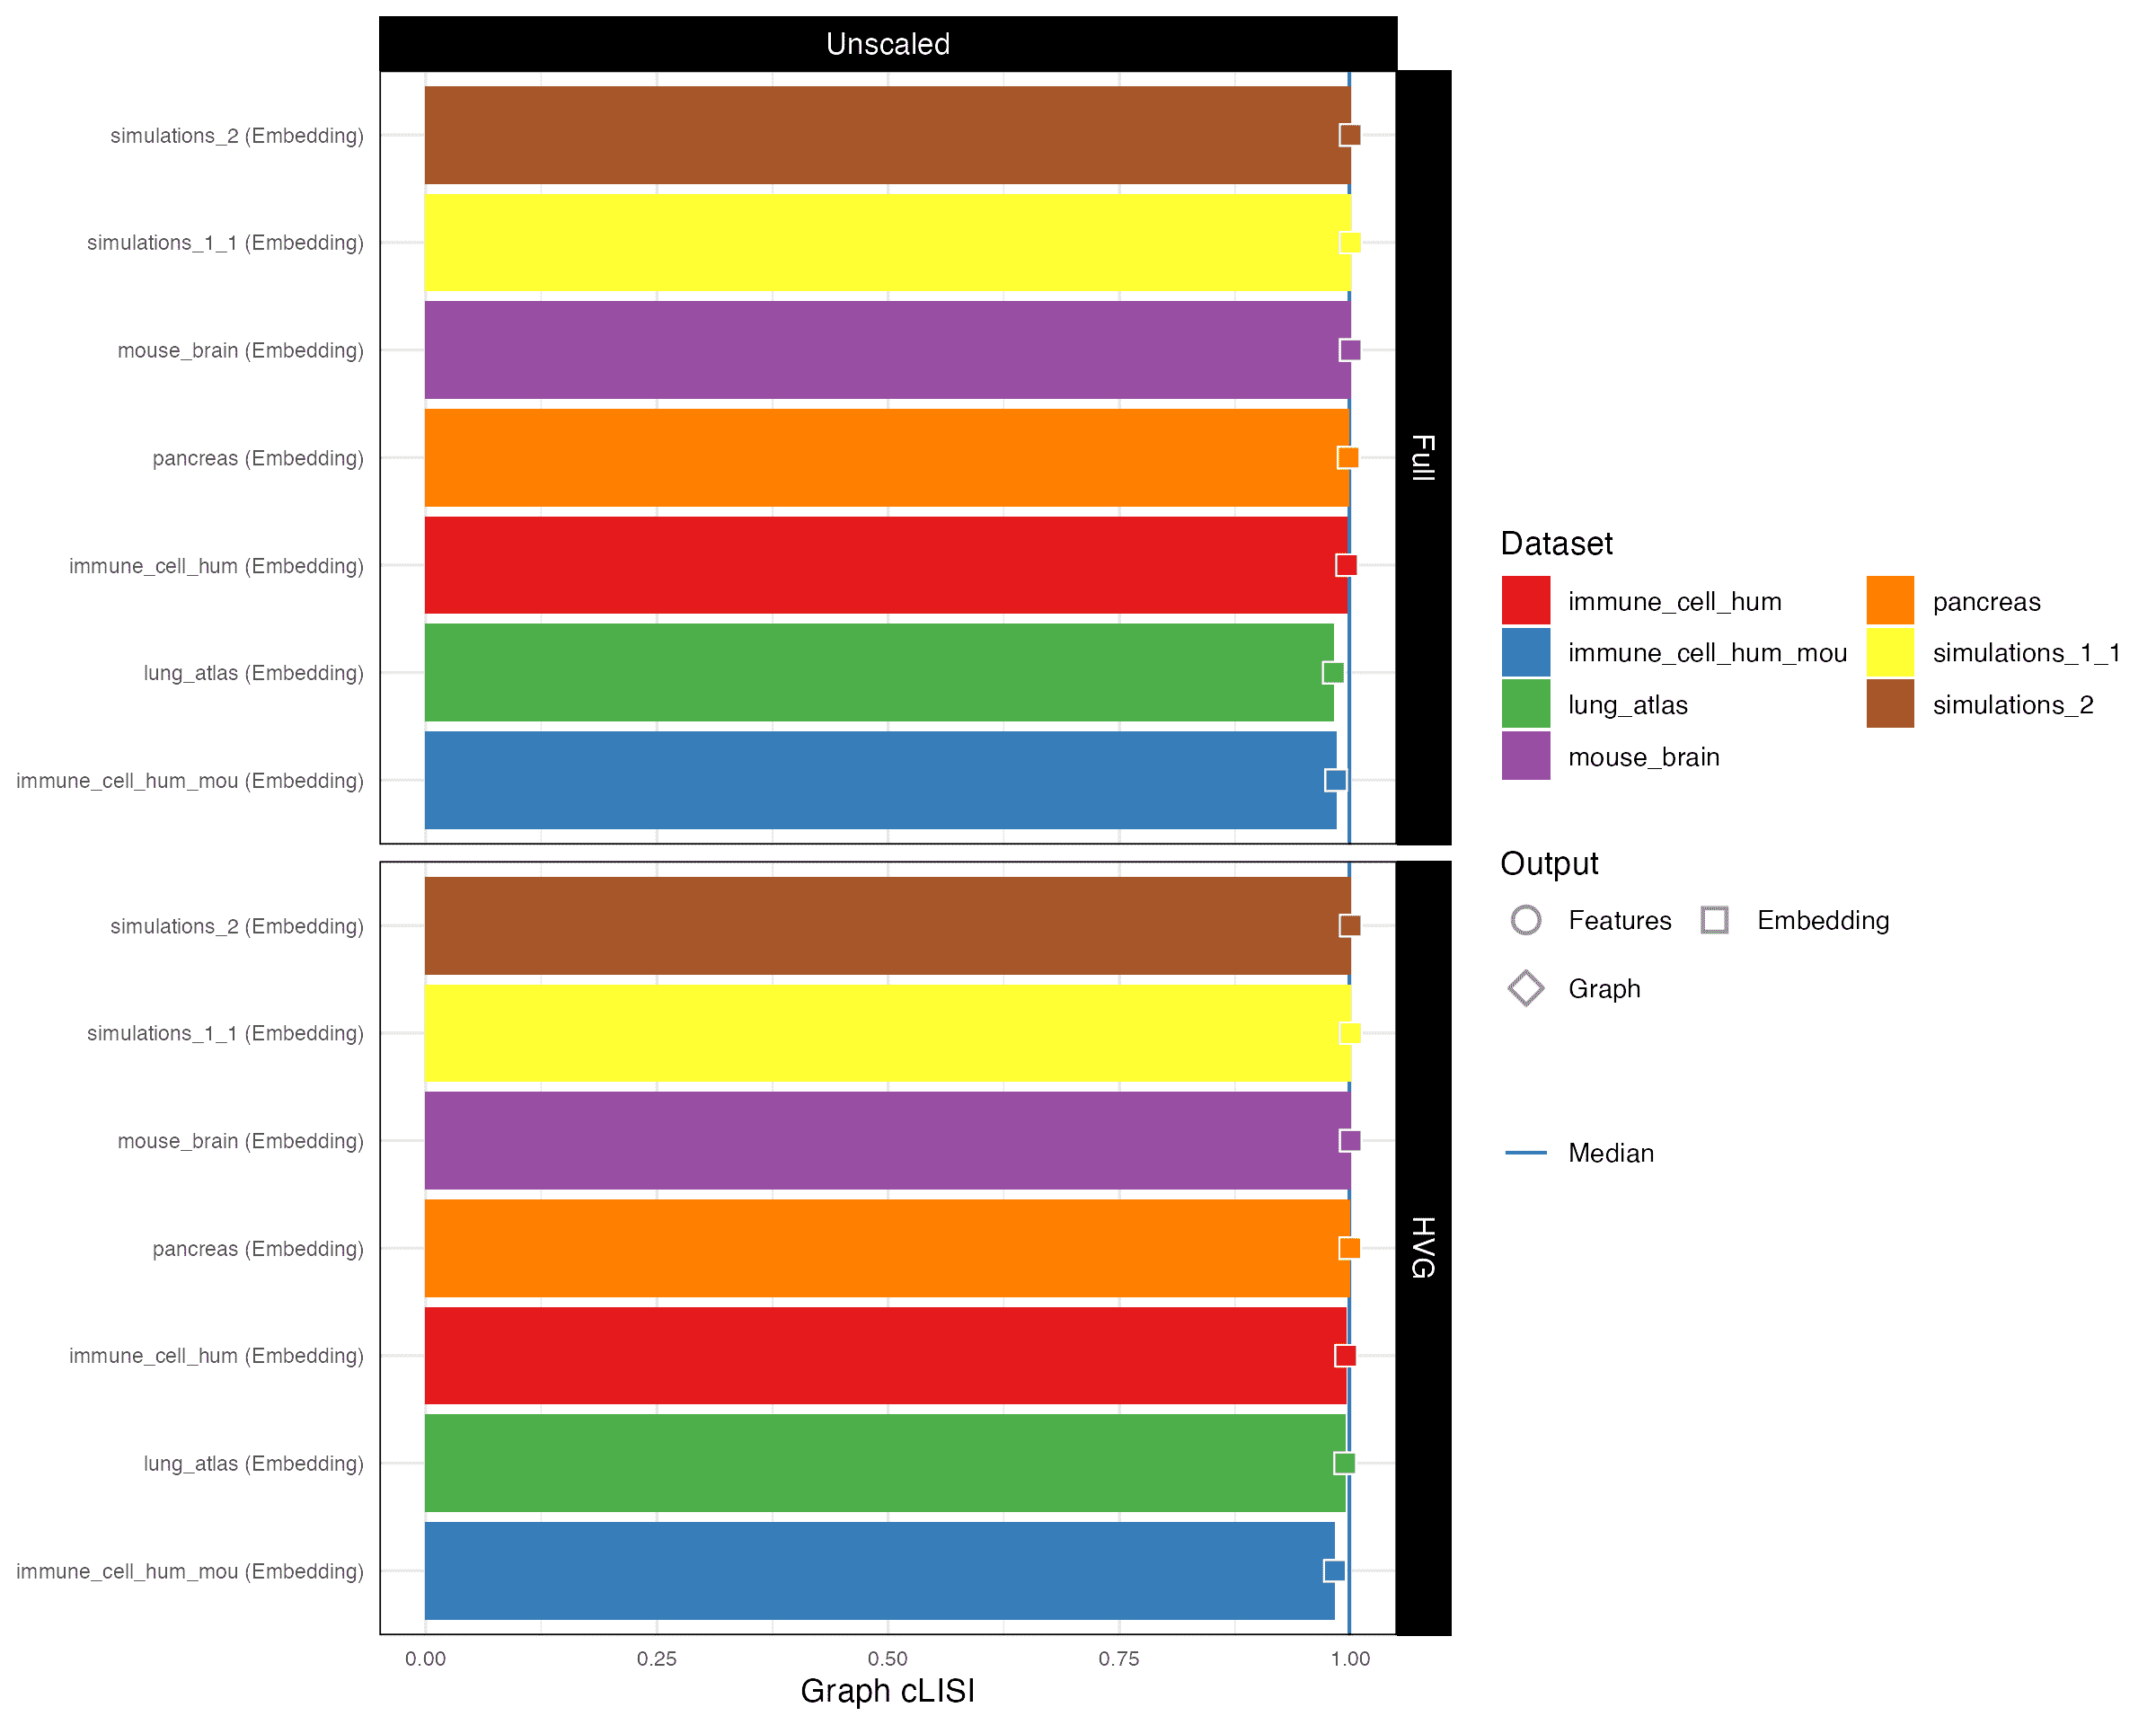 Unscaled
simulations_2 (Embedding)
simulations_1_1 (Embedding)
mouse_brain (Embedding)
pancreas (Embedding)
immune_cell_hum (Embedding)
lung_atlas (Embedding)
immune_cell_hum_mou (Embedding)
Full
simulations_2 (Embedding)
simulations_1_1 (Embedding)
mouse_brain (Embedding)
pancreas (Embedding)
immune_cell_hum (Embedding)
lung_atlas (Embedding)
immune_cell_hum_mou (Embedding)
HVG
0.00 0.25 0.50 0.75 1.00
Graph cLISI
Dataset
immune_cell_hum pancreas
immune_cell_hum_mou simulations_1_1
lung_atlas simulations_2
mouse_brain
Output
Features Embedding
Graph
Median